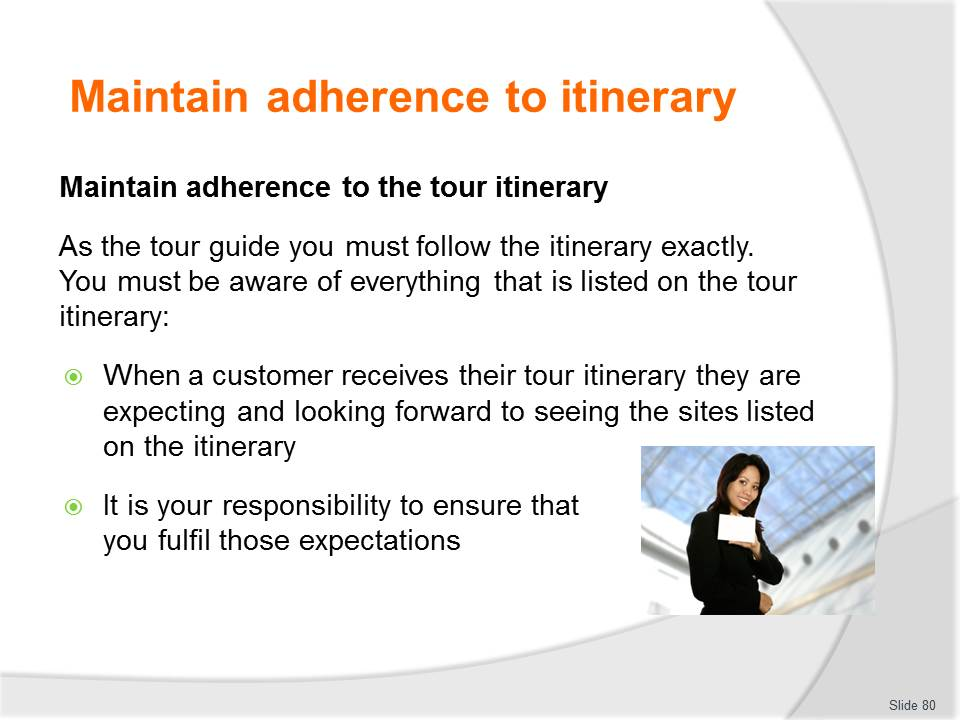 Maintain adherence to itinerary
Maintain adherence to the tour itinerary
As the tour guide you must follow the itinerary exactly.
You must be aware of everything that is listed on the tour
itinerary:
When a customer receives their tour itinerary they are
expecting and looking forward to seeing the sites listed
on the itinerary
It is your responsibility to ensure that
you fulfil those expectations
Slide 80